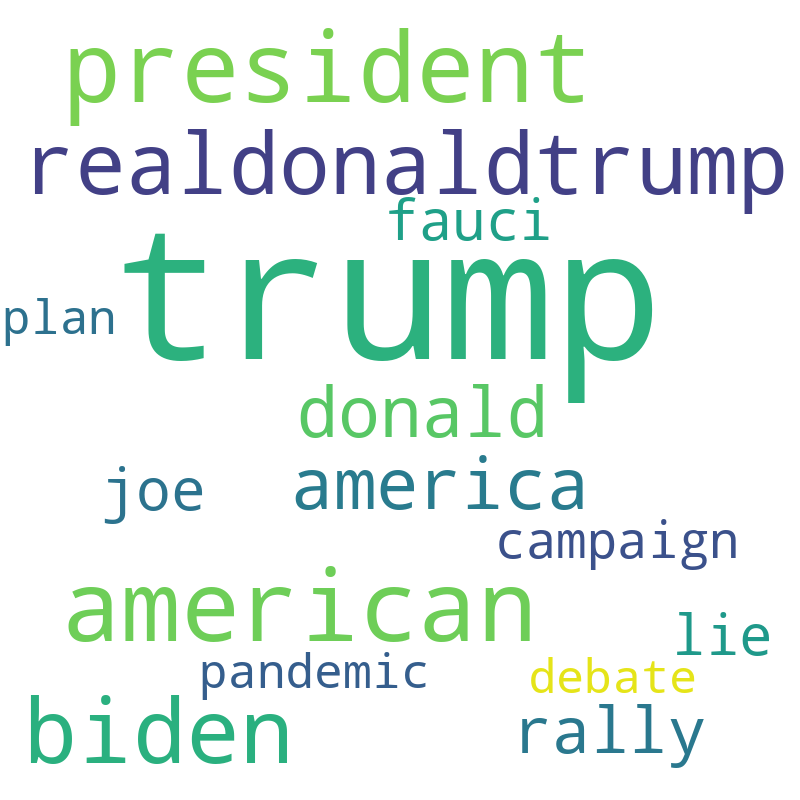 president
realdonaldtrump
fauci
trump
plan
donald
joe america
campaign
american
lie
pandemic debate
biden rally